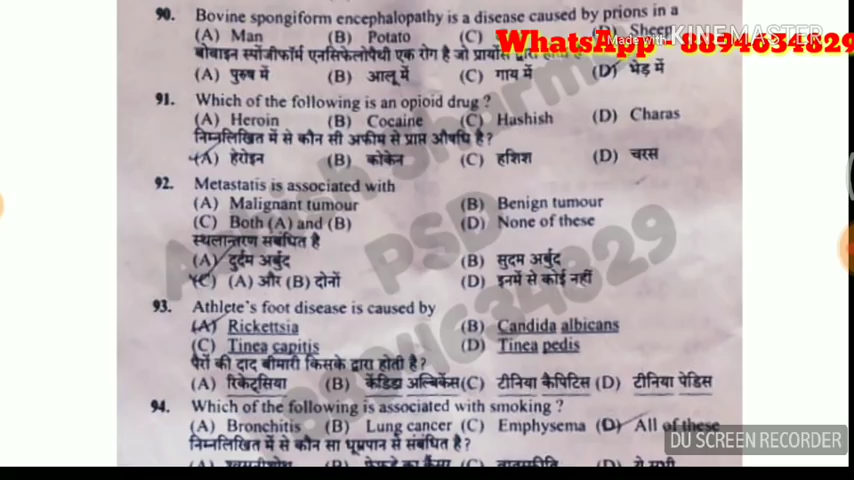 90. Bovine spongiform encephalopathy is a disease caused by prions in a
(A) Man (B) Potato (C) (D) Sheep
Made with KINEMASTER
WhatsApp - 8894634829
बोवाइन स्पोंजीफॉर्म एनसिफेलोपैथी एक रोग है जो प्रायोंस द्वारा होता है
(A) पुरुष में (B) आलू में (C) गाय में (D) भेड़ में
91. Which of the following is an opioid drug ?
(A) Heroin (B) Cocaine (C) Hashish (D) Charas
निम्नलिखित में से कौन सी अफीम से प्राप्त औषधि है?
(A) हेरोइन (B) कोकेन (C) हशिश (D) चरस
92. Metastatis is associated with
(A) Malignant tumour (B) Benign tumour
(C) Both (A) and (B) (D) None of these
स्थलान्तरण संबंधित है
(A) दुर्दम अर्बुद (B) सुदम अर्बुद
(C) (A) और (B) दोनों (D) इनमें से कोई नहीं
93. Athlete's foot disease is caused by
(A) Rickettsia (B) Candida albicans
(C) Tinea capitis (D) Tinea pedis
पैरों की दाद बीमारी किसके द्वारा होती है?
(A) रिकेट्सिया (B) केंडिडा अल्बिकेंस (C) टीनिया कैपिटिस (D) टीनिया पेडिस
94. Which of the following is associated with smoking ?
(A) Bronchitis (B) Lung cancer (C) Emphysema (D) All of these
निम्नलिखित में से कौन सा धूम्रपान से संबंधित है?
DU SCREEN RECORDER
PSD
8894634829